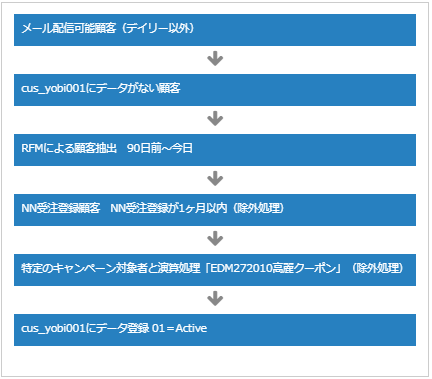 メール配信可能顧客（デイリー以外）
cus_yobi001にデータがない顧客
RFMによる顧客抽出　90日前～今日
NN受注登録顧客　NN受注登録が1ヶ月以内（除外処理）
特定のキャンペーン対象者と演算処理「EDM272010高麗クーポン」（除外処理）
cus_yobi001にデータ登録 01＝Active